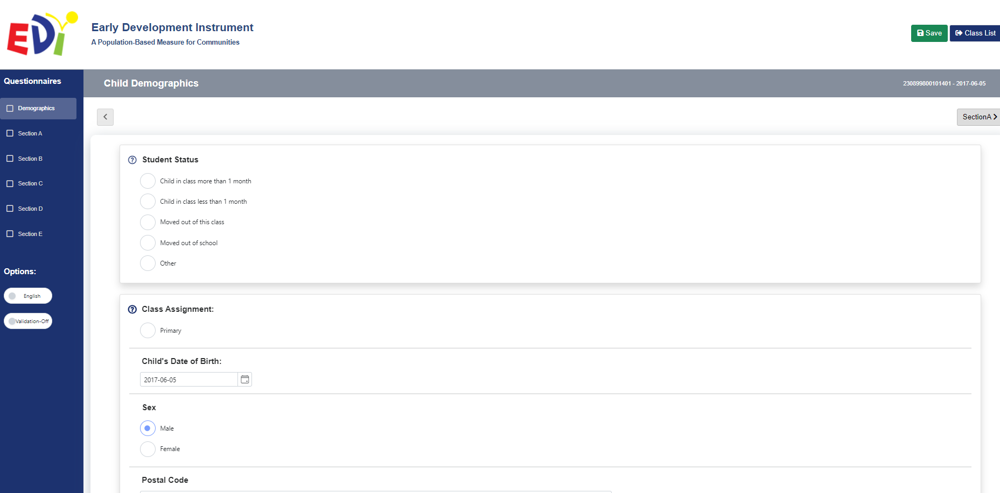 EDi
Early Development Instrument
A Population-Based Measure for Communities
Save
Class List
Questionnaires
Demographics
Section A
Section B
Section C
Section D
Section E
Options:
English
Validation-Off
Child Demographics
230899800101401 - 2017-06-05
SectionA
Student Status
Child in class more than 1 month
Child in class less than 1 month
Moved out of this class
Moved out of school
Other
Class Assignment:
Primary
Child's Date of Birth:
2017-06-05
Sex
Male
Female
Postal Code